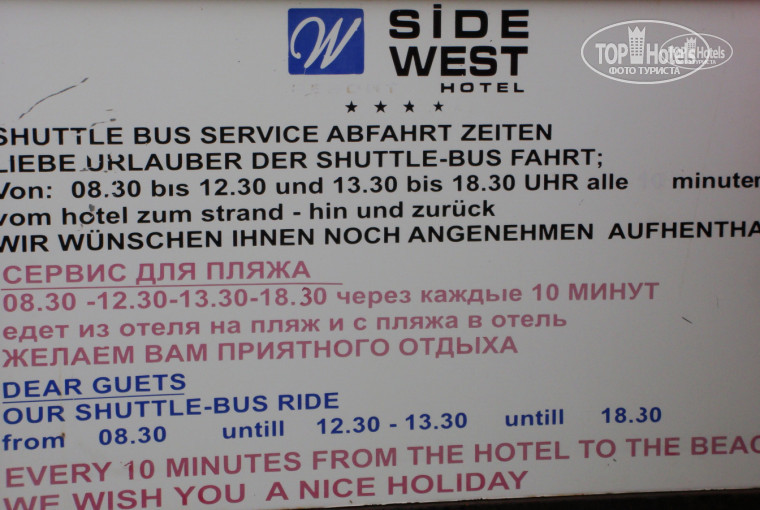 W
SiDE
WEST
HOTEL
★ ★ ★ ★
TOP Hotels
ФОТО ТУРИСТА
TOP Hotels
SHUTTLE BUS SERVICE ABFAHRT ZEITEN
LIEBE URLAUBER DER SHUTTLE-BUS FAHRT;
Von: 08.30 bıs 12.30 und 13.30 bis 18.30 UHR alle minuten
vom hotel zum strand - hin und zurück
WIR WÜNSCHEN IHNEN NOCH ANGENEHMEN AUFHENTHA
СЕРВИС ДЛЯ ПЛЯЖА
08.30 -12.30-13.30-18.30 через каждые 10 МИНУТ
едет из отеля на пляж и с пляжа в отель
ЖЕЛАЕМ ВАМ ПРИЯТНОГО ОТДЫХА
DEAR GUETS
OUR SHUTTLE-BUS RIDE
from 08.30 untill 12.30 - 13.30 untill 18.30
EVERY 10 MINUTES FROM THE HOTEL TO THE BEAC
WE WISH YOU A NICE HOLIDAY